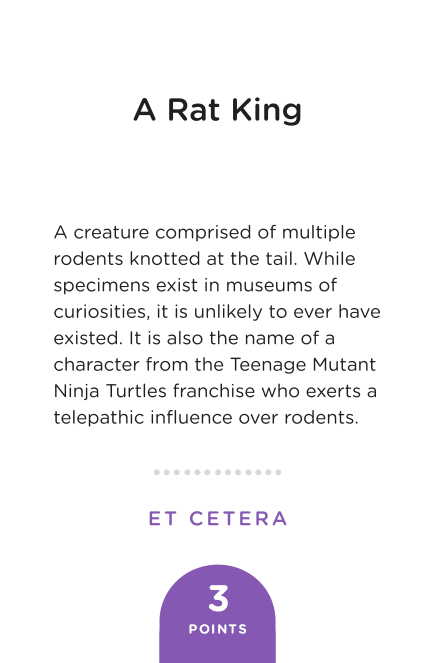 A Rat King
A creature comprised of multiple
rodents knotted at the tail. While
specimens exist in museums of
curiosities, it is unlikely to ever have
existed. It is also the name of a
character from the Teenage Mutant
Ninja Turtles franchise who exerts a
telepathic influence over rodents.
ET CETERA
3
POINTS